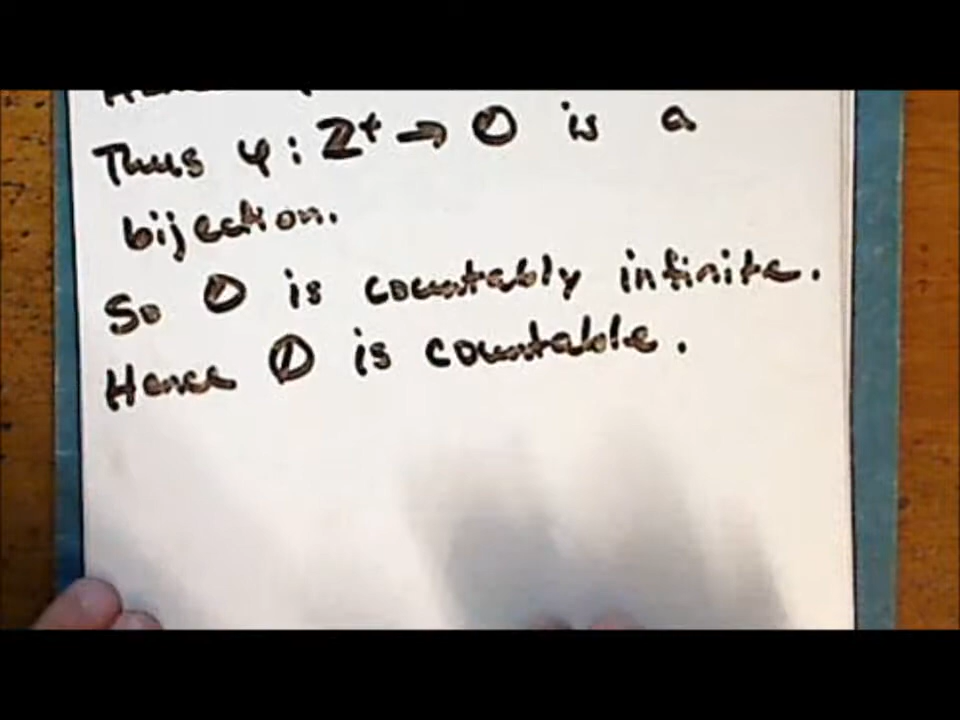 Thus φ : Z⁺ → O is a
bijection.
So O is countably infinite.
Hence O is countable.